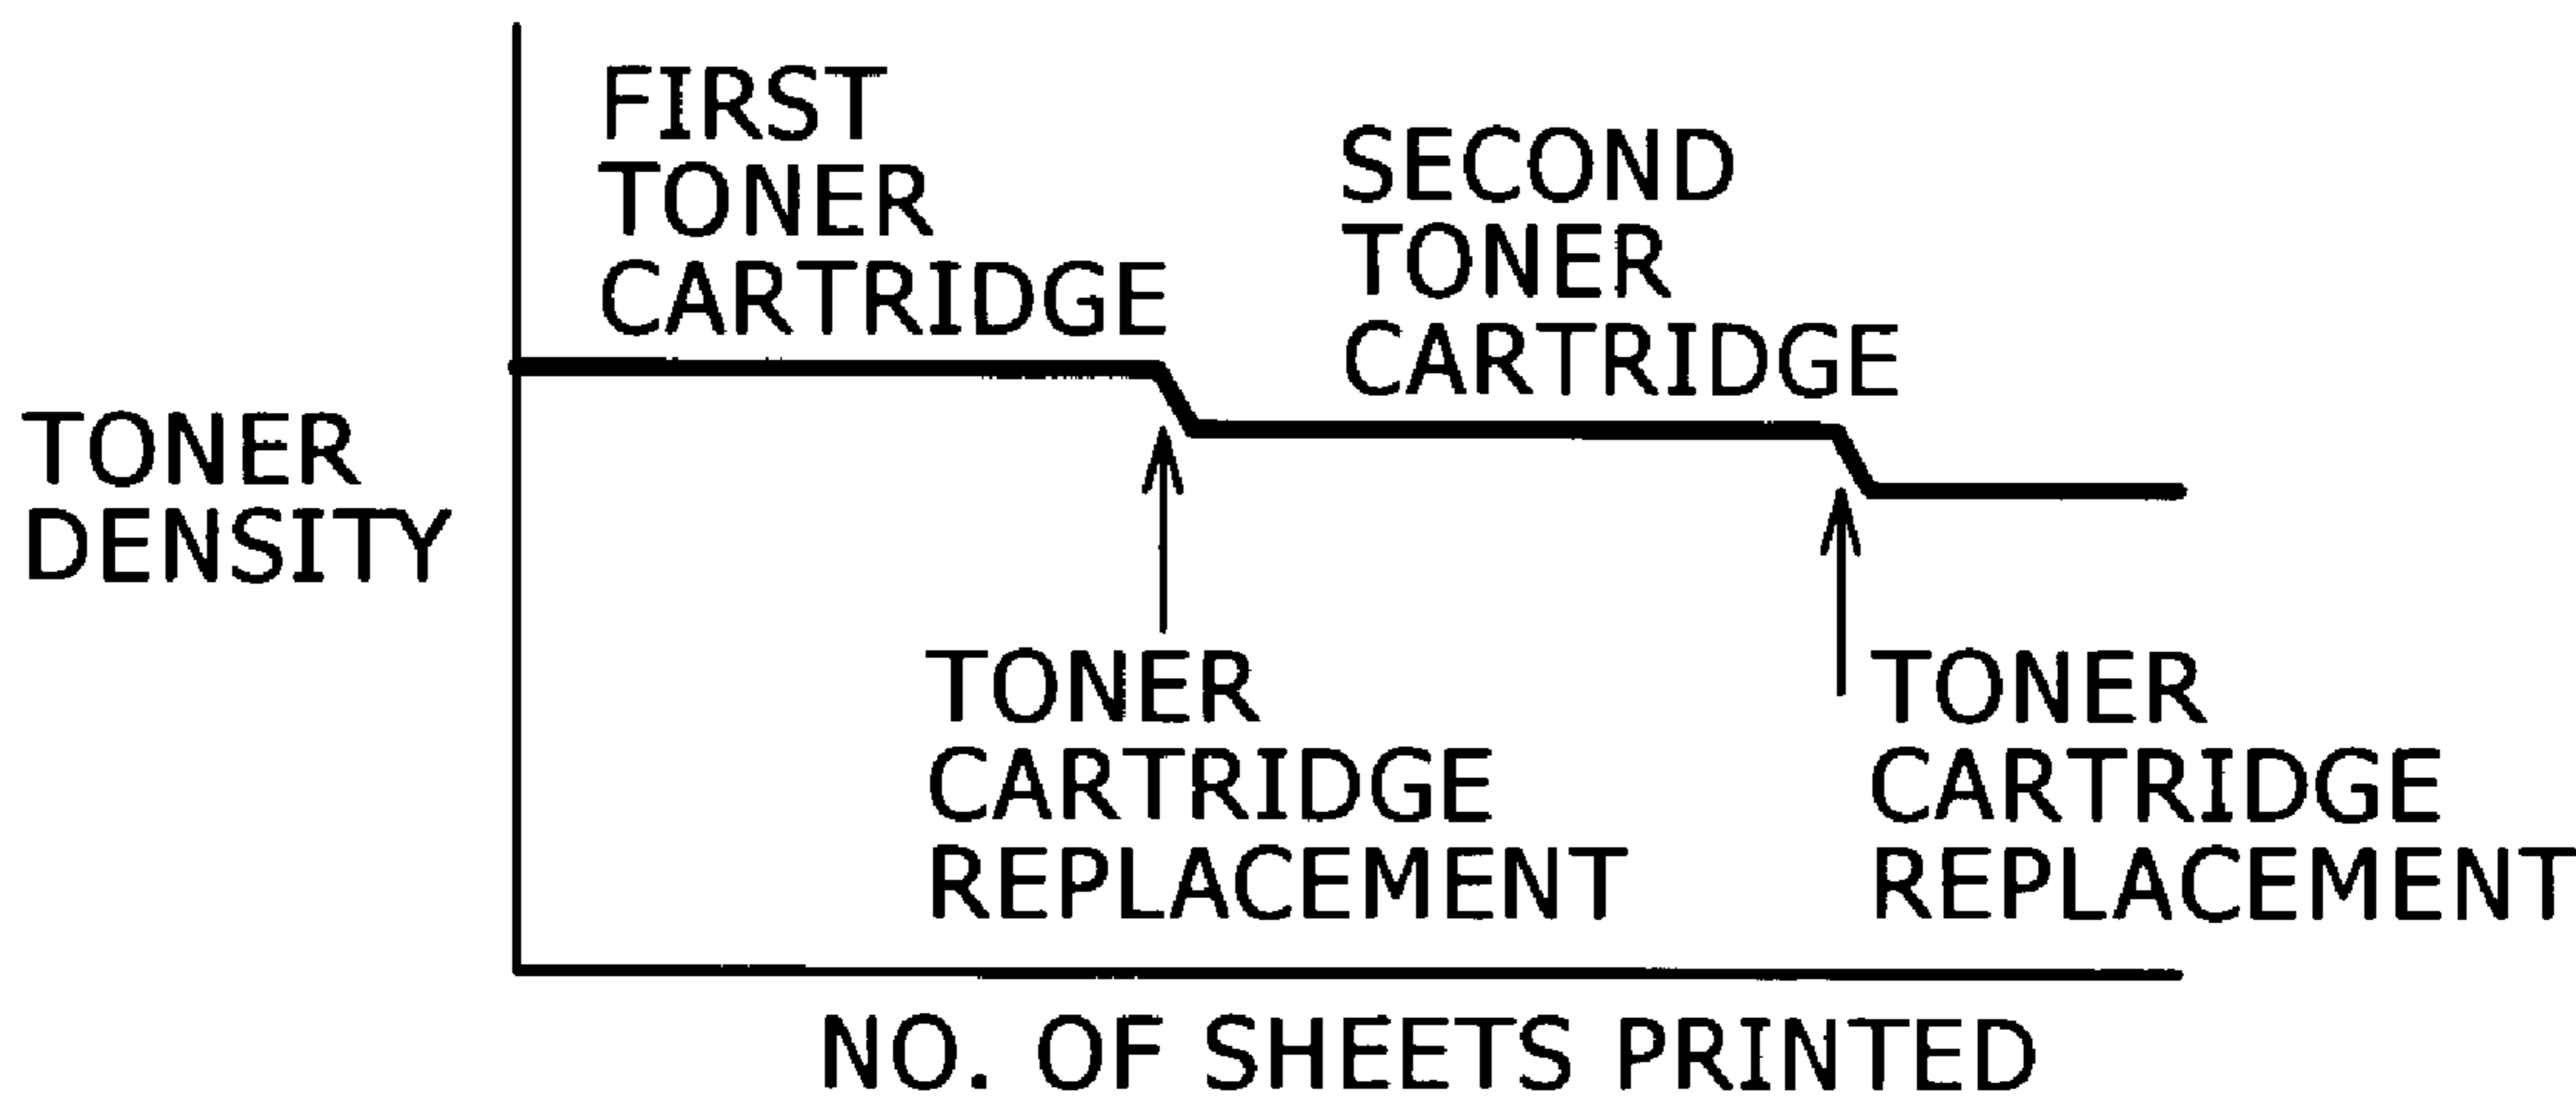 FIRST
TONER
CARTRIDGE
SECOND
TONER
CARTRIDGE
TONER
DENSITY
TONER
CARTRIDGE
REPLACEMENT
TONER
CARTRIDGE
REPLACEMENT
NO. OF SHEETS PRINTED